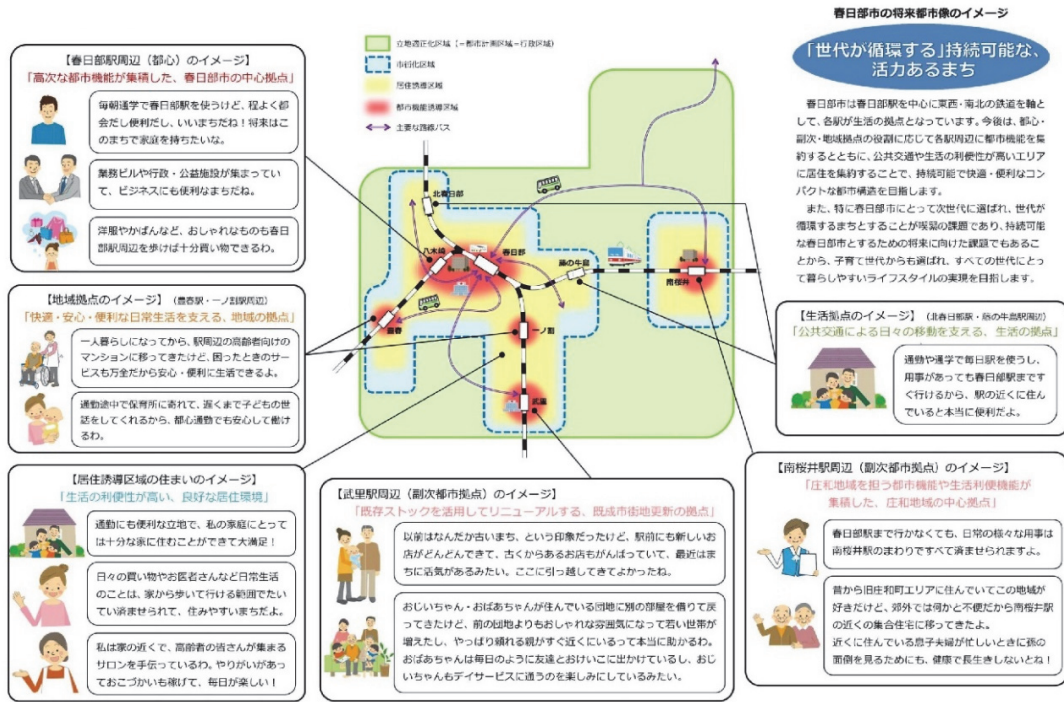 春日部市の将来都市像のイメージ
「世代が循環する」持続可能な、
活力あるまち
春日部市は春日部駅を中心に東西・南北の鉄道を軸と
して、各駅が生活の拠点となっています。今後は、都心・
副次・地域拠点の役割に応じて各駅周辺に都市機能を集
約するとともに、公共交通や生活の利便性が高いエリア
に居住を集約することで、持続可能で快適・便利なコン
パクトな都市構造を目指します。
また、特に春日部市にとって次世代に選ばれ、世代が
循環するまちとすることが喫緊の課題であり、持続可能
な春日部市とするための将来に向けた課題でもあるこ
とから、子育て世代からも選ばれ、すべての世代にとっ
て暮らしやすいライフスタイルの実現を目指します。
立地適正化区域（＝都市計画区域＝行政区域）
市街化区域
居住誘導区域
都市機能誘導区域
主要な路線バス
北春日部
八木崎
春日部
藤の牛島
南桜井
豊春
一ノ割
武里
【春日部駅周辺（都心）のイメージ】
「高次な都市機能が集積した、春日部市の中心拠点」
毎朝通学で春日部駅を使うけど、程よく都
会だし便利だし、いいまちだね！将来はこ
のまちで家庭を持ちたいな。
業務ビルや行政・公益施設が集まってい
て、ビジネスにも便利なまちだね。
洋服やかばんなど、おしゃれなものも春日
部駅周辺を歩けば十分買い物できるわ。
【地域拠点のイメージ】（豊春駅・一ノ割駅周辺）
「快適・安心・便利な日常生活を支える、地域の拠点」
一人暮らしになってから、駅周辺の高齢者向けの
マンションに移ってきたけど、困ったときのサービ
スも万全だから安心・便利に生活できるよ。
通勤途中で保育所に寄れて、遅くまで子どもの世
話をしてくれるから、都心通勤でも安心して働け
るわ。
【居住誘導区域の住まいのイメージ】
「生活の利便性が高い、良好な居住環境」
通勤にも便利な立地で、私の家庭にとって
は十分な家に住むことができて大満足！
日々の買い物やお医者さんなど日常生活
のことは、家から歩いて行ける範囲でたい
てい済ませられて、住みやすいまちだよ。
私は家の近くで、高齢者の皆さんが集まる
サロンを手伝っているわ。やりがいがあっ
ておこづかいも稼げて、毎日が楽しい！
【武里駅周辺（副次都市拠点）のイメージ】
「既存ストックを活用してリニューアルする、既成市街地更新の拠点」
以前はなんだか古いまち、という印象だったけど、駅前にも新しいお
店がどんどんできて、古くからあるお店もがんばっていて、最近はまち
に活気があるみたい。ここに引っ越してきてよかったね。
おじいちゃん・おばあちゃんが住んでいる団地に別の部屋を借りて戻
ってきたけど、前の団地よりもおしゃれな雰囲気になって若い世帯が
増えたし、やっぱり頼れる親がすぐ近くにいるって本当に助かるわ。
おばあちゃんは毎日のように友達とおけいこに出かけているし、おじ
いちゃんもデイサービスに通うのを楽しみにしているみたい。
【生活拠点のイメージ】（北春日部駅・藤の牛島駅周辺）
「公共交通による日々の移動を支える、生活の拠点」
通勤や通学で毎日駅を使うし、
用事があっても春日部駅まです
ぐ行けるから、駅の近くに住ん
でいると本当に便利だよ。
【南桜井駅周辺（副次都市拠点）のイメージ】
「庄和地域を担う都市機能や生活利便機能が
集積した、庄和地域の中心拠点」
春日部駅まで行かなくても、日常の様々な用事は
南桜井駅のまわりですべて済ませられますよ。
昔から旧庄和町エリアに住んでいてこの地域が
好きだけど、郊外では何かと不便だから南桜井駅
の近くの集合住宅に移ってきたよ。
近くに住んでいる息子夫婦が忙しいときに孫の
面倒を見るためにも、健康で長生きしないとね！